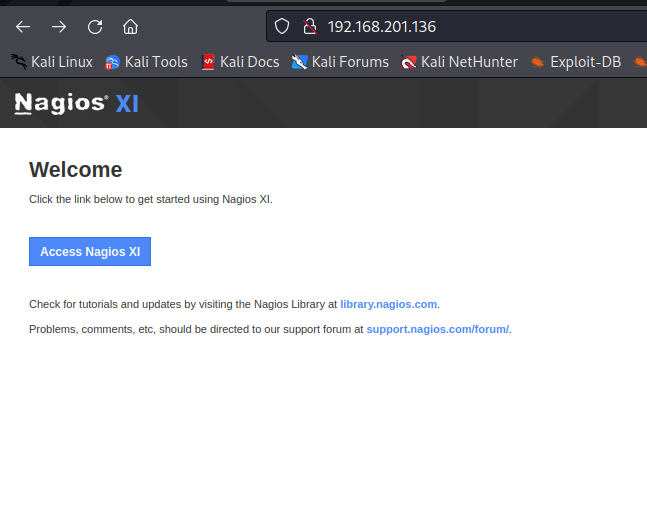 192.168.201.136
Kali Linux Kali Tools Kali Docs Kali Forums Kali NetHunter Exploit-DB
Nagios® XI
Welcome
Click the link below to get started using Nagios XI.
Access Nagios XI
Check for tutorials and updates by visiting the Nagios Library at library.nagios.com.
Problems, comments, etc, should be directed to our support forum at support.nagios.com/forum/.